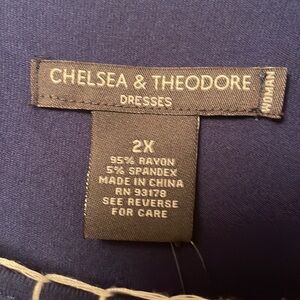 CHELSEA & THEODORE
DRESSES
WOMAN
2X
95% RAYON
5% SPANDEX
MADE IN CHINA
RN 93178
SEE REVERSE
FOR CARE